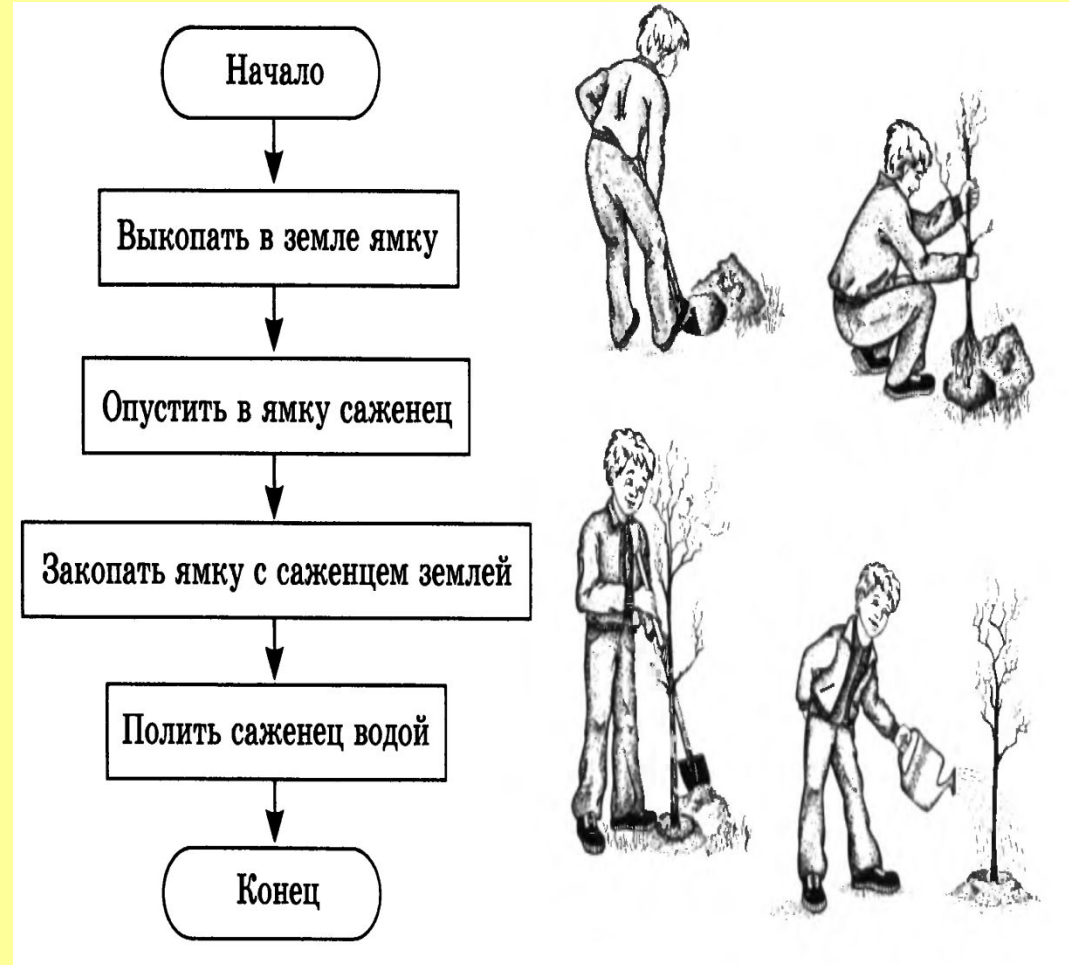 Начало
Выкопать в земле ямку
Опустить в ямку саженец
Закопать ямку с саженцем землей
Полить саженец водой
Конец